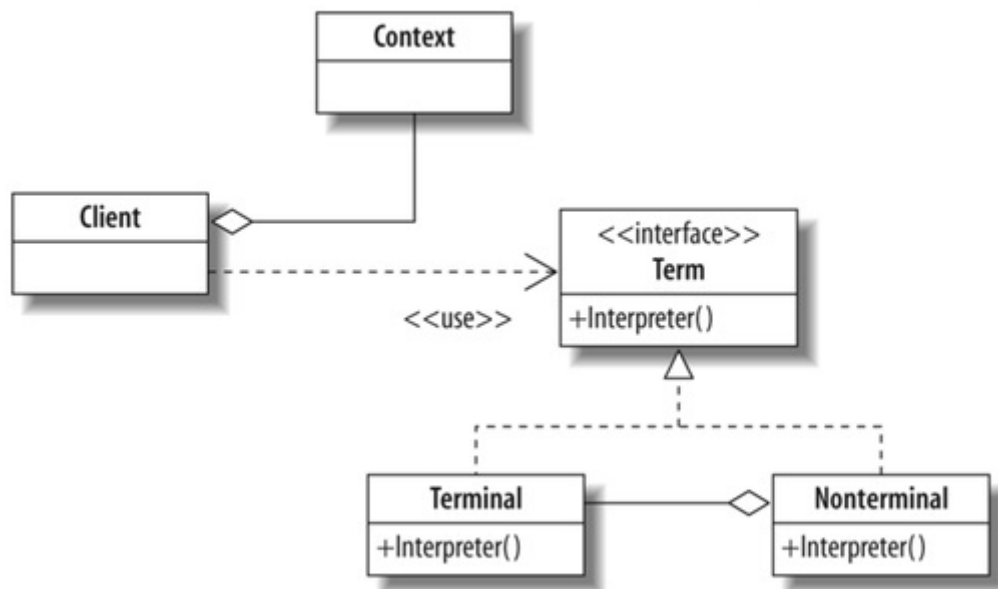 Context
Client
<<interface>>
Term
+Interpreter()
<<use>>
Terminal
+Interpreter()
Nonterminal
+Interpreter()